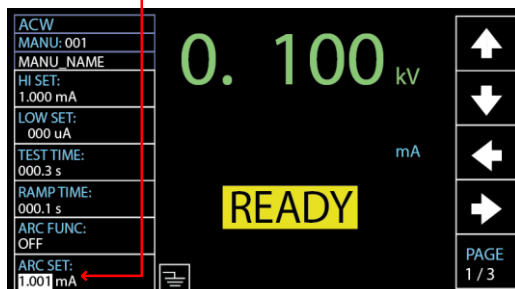 ACW
MANU: 001
MANU_NAME
HI SET:
1.000 mA
LOW SET:
000 uA
TEST TIME:
000.3 s
RAMP TIME:
000.1 s
ARC FUNC:
OFF
ARC SET:
1.001 mA
0. 100 kV
mA
READY
PAGE
1 / 3